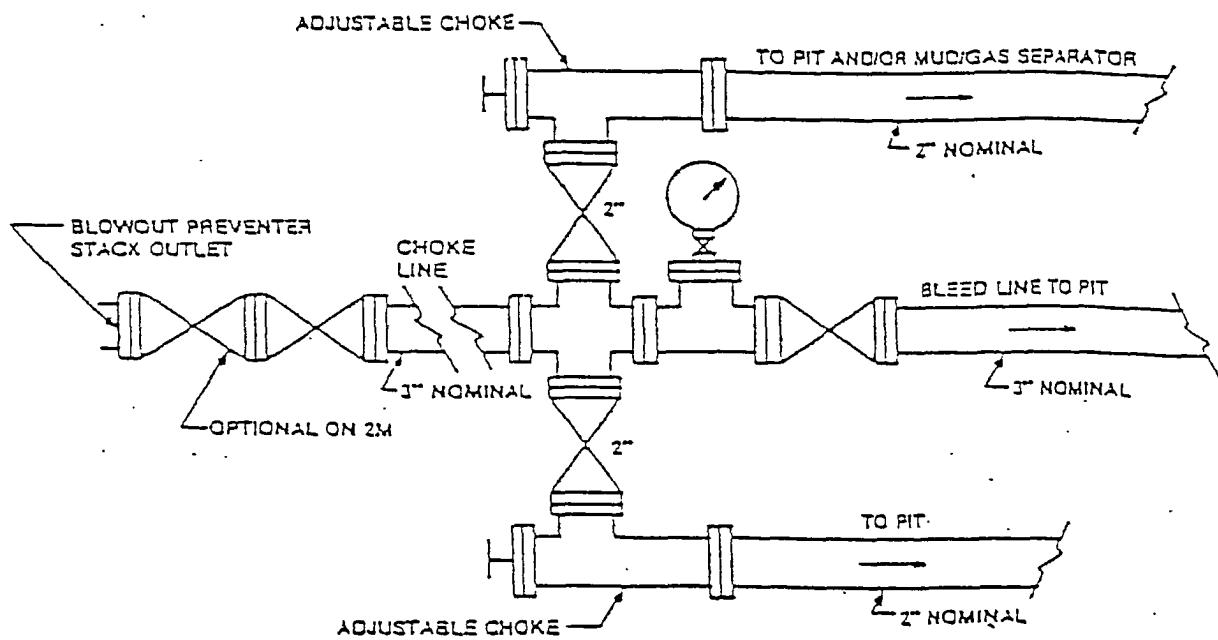 ADJUSTABLE CHOKE
TO PIT AND/OR MUD/GAS SEPARATOR
2" NOMINAL
2"
BLOWOUT PREVENTER
STACK OUTLET
CHOKE
LINE
BLEED LINE TO PIT
3" NOMINAL
3" NOMINAL
OPTIONAL ON 2M
2"
TO PIT
2" NOMINAL
ADJUSTABLE CHOKE